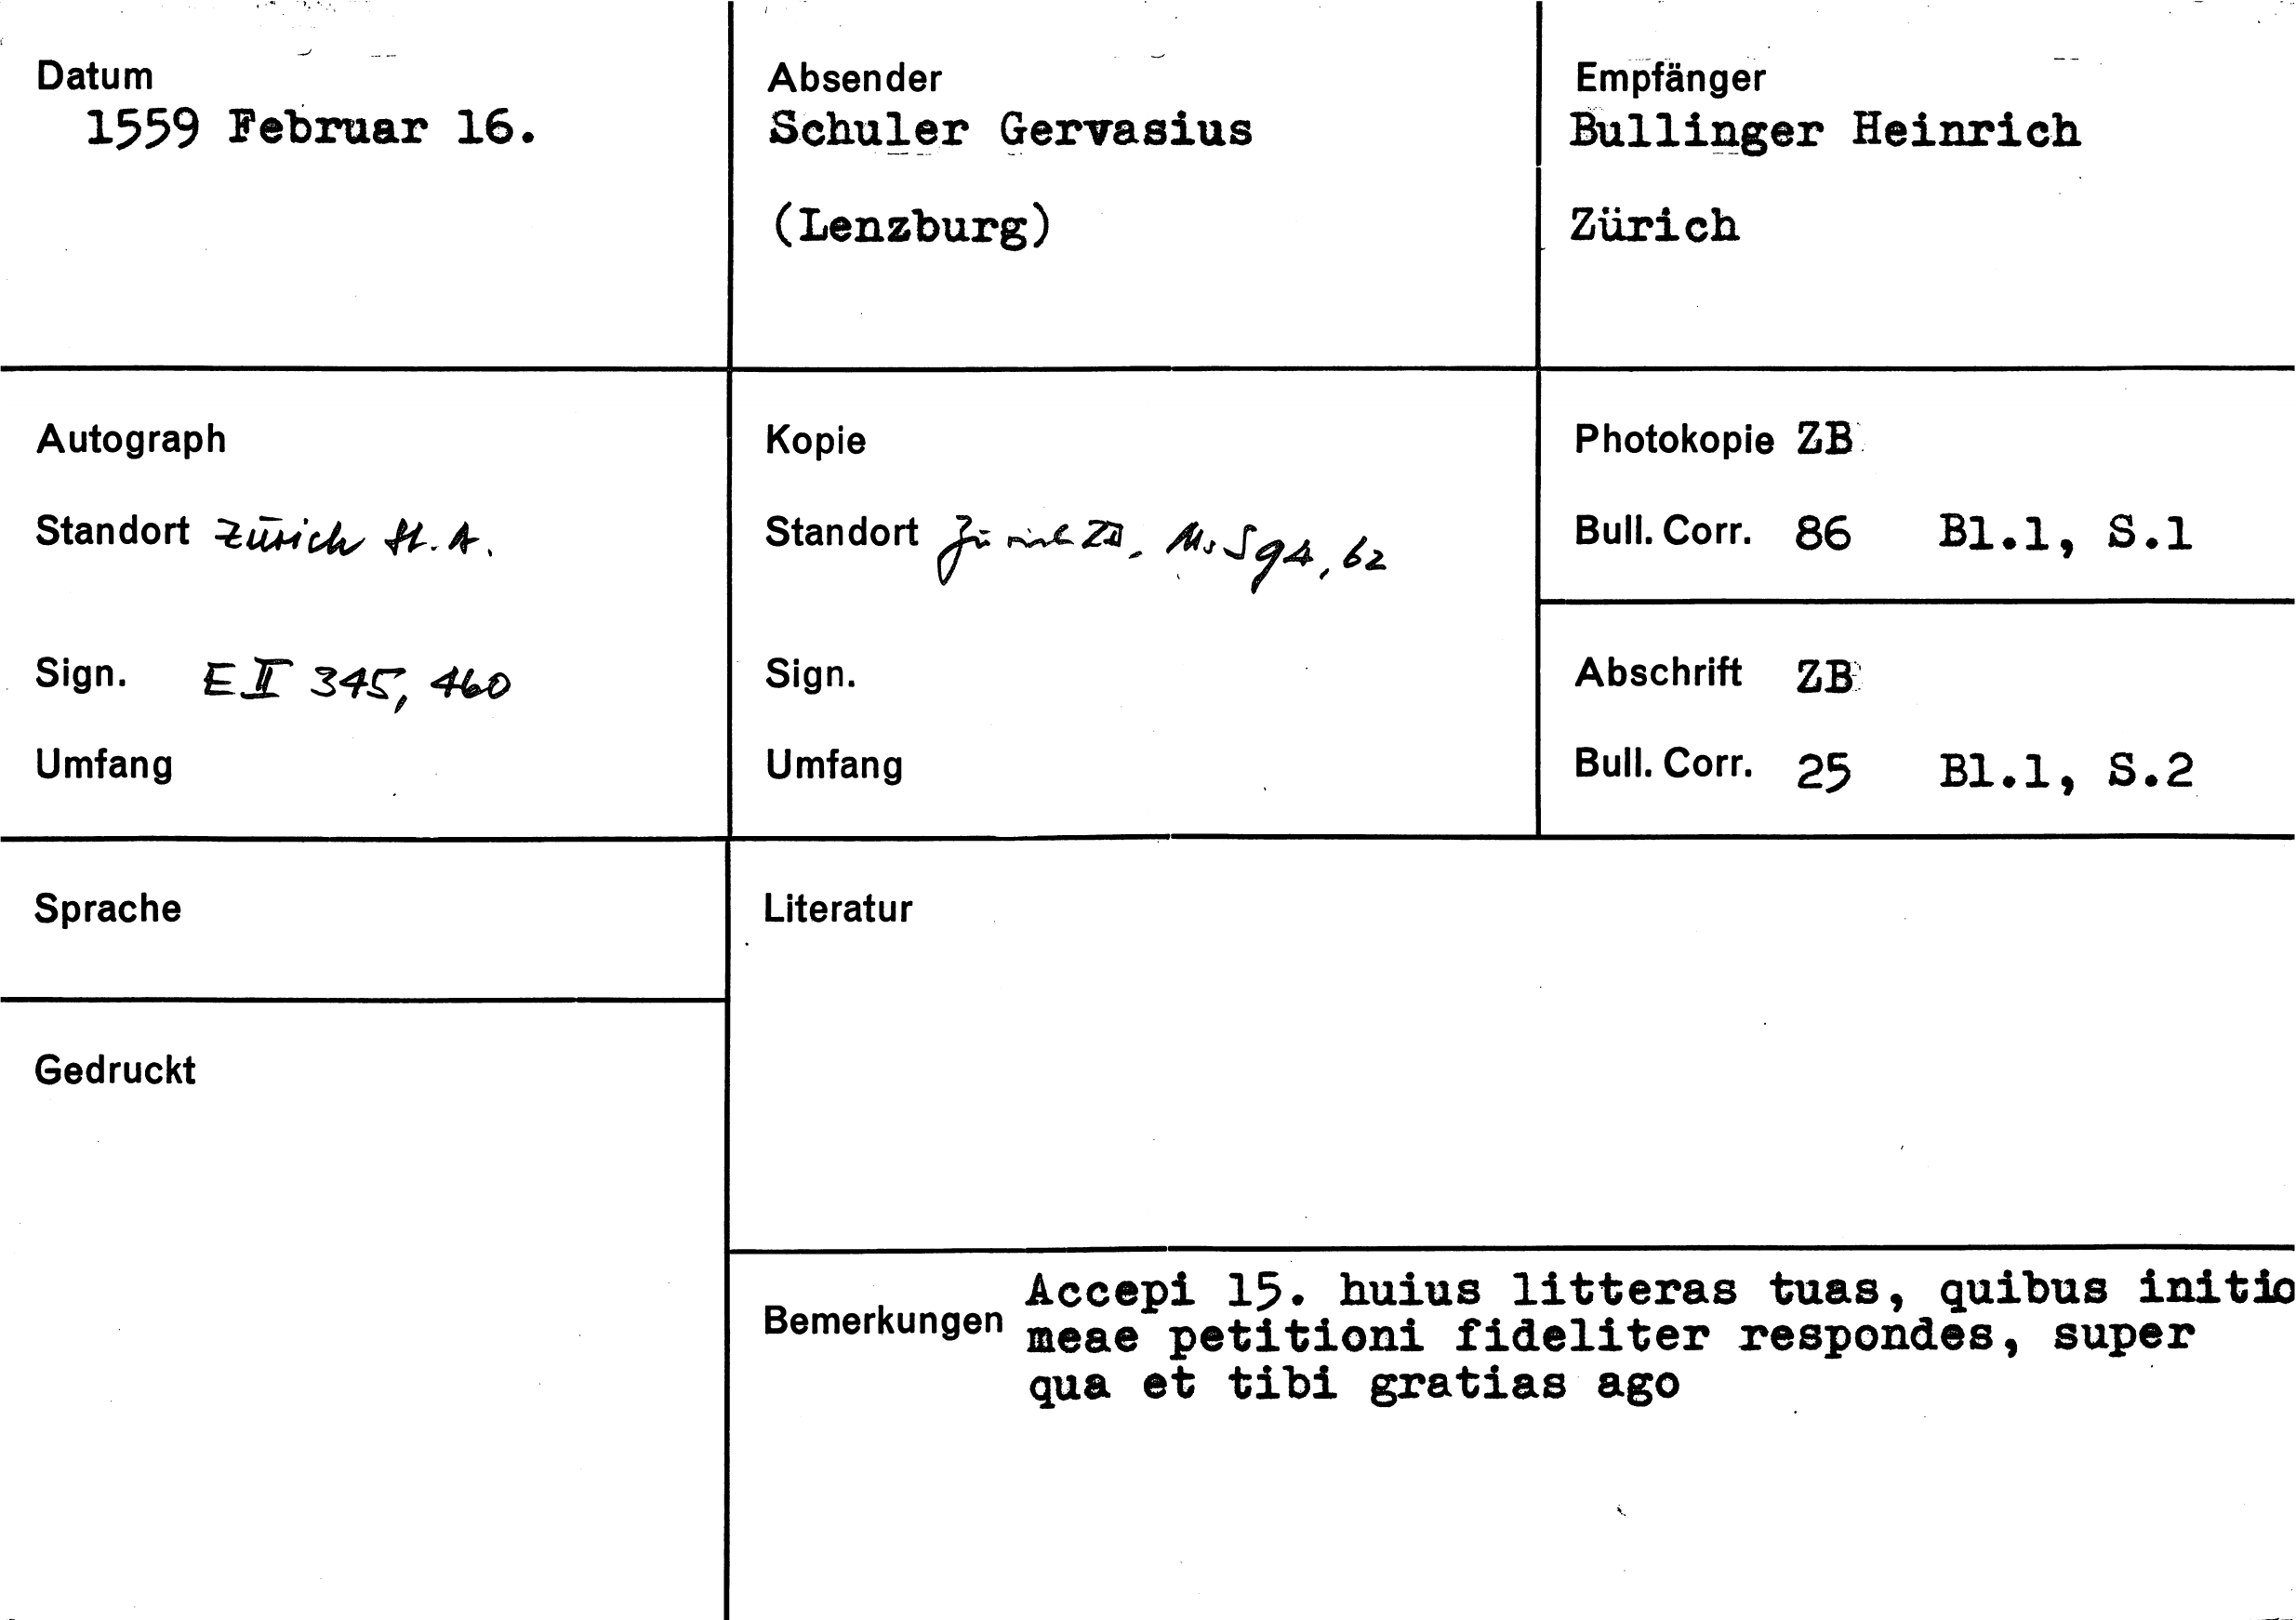 Datum
1559 Februar 16.
Absender
Schuler Gervasius
(Lenzburg)
Empfänger
Bullinger Heinrich
Zürich
Autograph
Standort Zürich St.A.
Sign. E II 345, 460
Umfang
Kopie
Standort Zürich ZB, Ms S 94, 62
Sign.
Umfang
Photokopie ZB
Bull. Corr. 86 Bl.1, S.1
Abschrift ZB
Bull. Corr. 25 Bl.1, S.2
Sprache
Gedruckt
Literatur
Bemerkungen
Accepi 15. huius litteras tuas, quibus initio
meae petitioni fideliter respondes, super
qua et tibi gratias ago